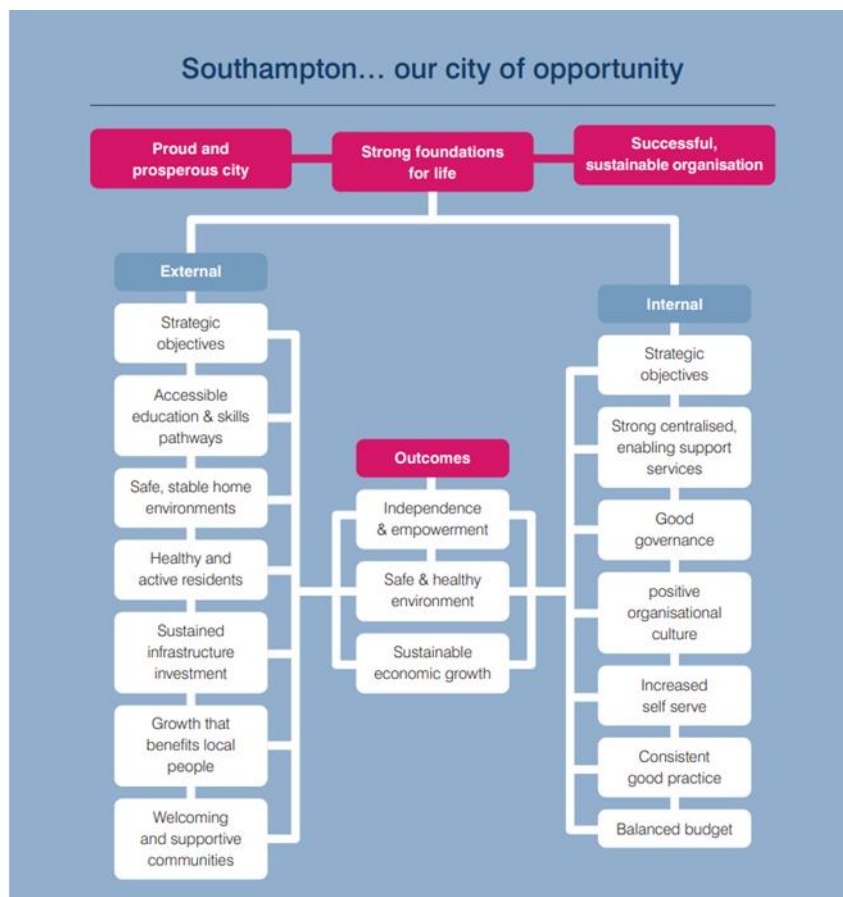 Southampton... our city of opportunity
Proud and
prosperous city
Strong foundations
for life
Successful,
sustainable organisation
External
Strategic
objectives
Accessible
education & skills
pathways
Safe, stable home
environments
Healthy and
active residents
Sustained
infrastructure
investment
Growth that
benefits local
people
Welcoming
and supportive
communities
Outcomes
Independence
& empowerment
Safe & healthy
environment
Sustainable
economic growth
Internal
Strategic
objectives
Strong centralised,
enabling support
services
Good
governance
positive
organisational
culture
Increased
self serve
Consistent
good practice
Balanced budget